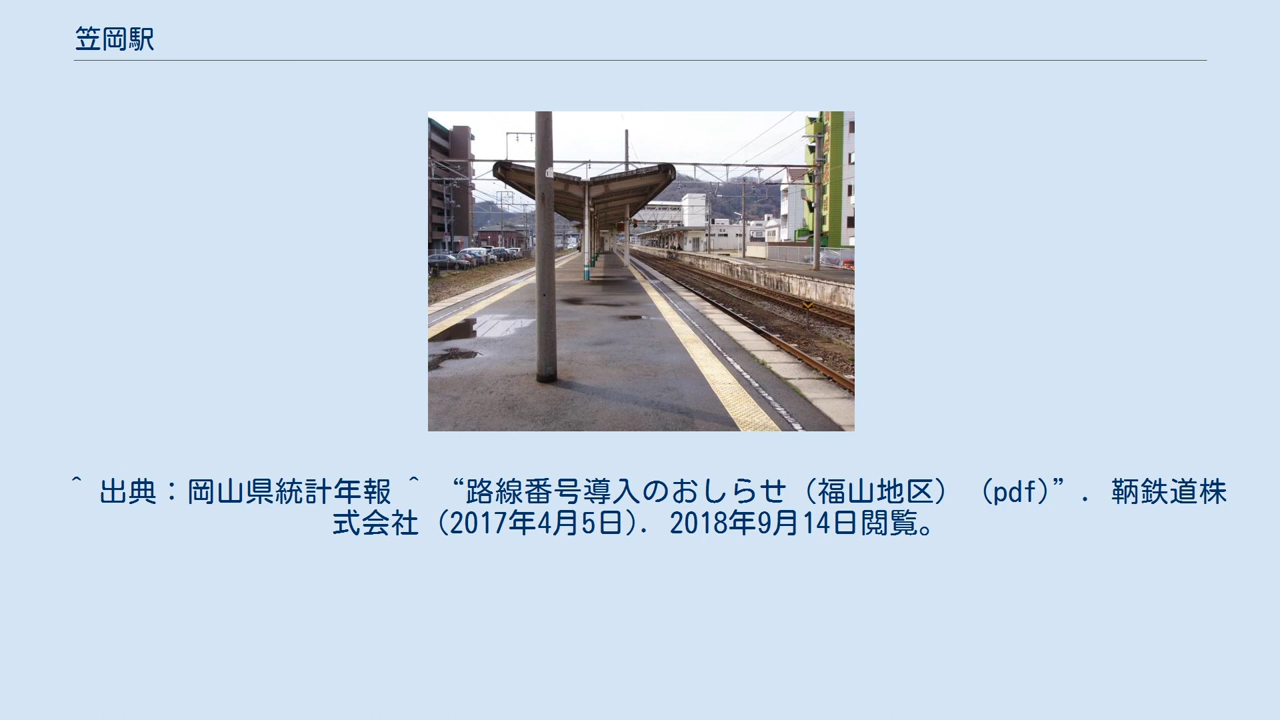 笠岡駅
^ 出典：岡山県統計年報 ^ “路線番号導入のおしらせ（福山地区）（pdf）”. 鞆鉄道株
式会社 (2017年4月5日). 2018年9月14日閲覧。